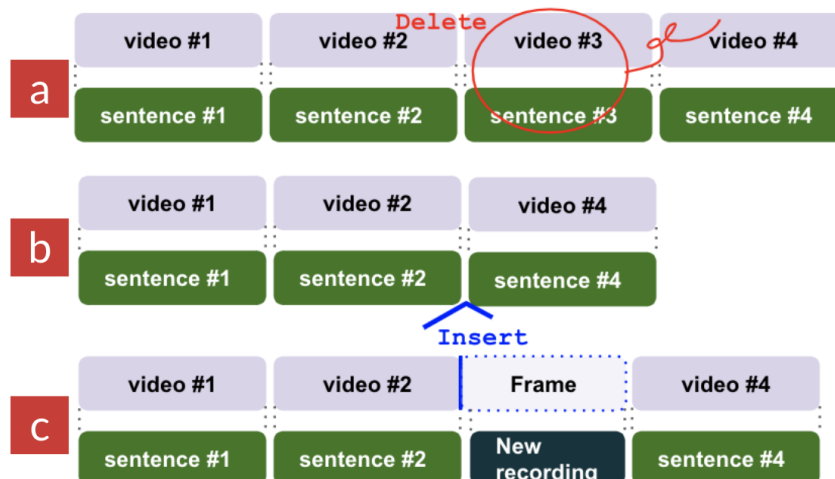 Delete
video #1 video #2 video #3 video #4
a
sentence #1 sentence #2 sentence #3 sentence #4
video #1 video #2 video #4
b
sentence #1 sentence #2 sentence #4
Insert
video #1 video #2 Frame video #4
c
sentence #1 sentence #2 New sentence #4
recording